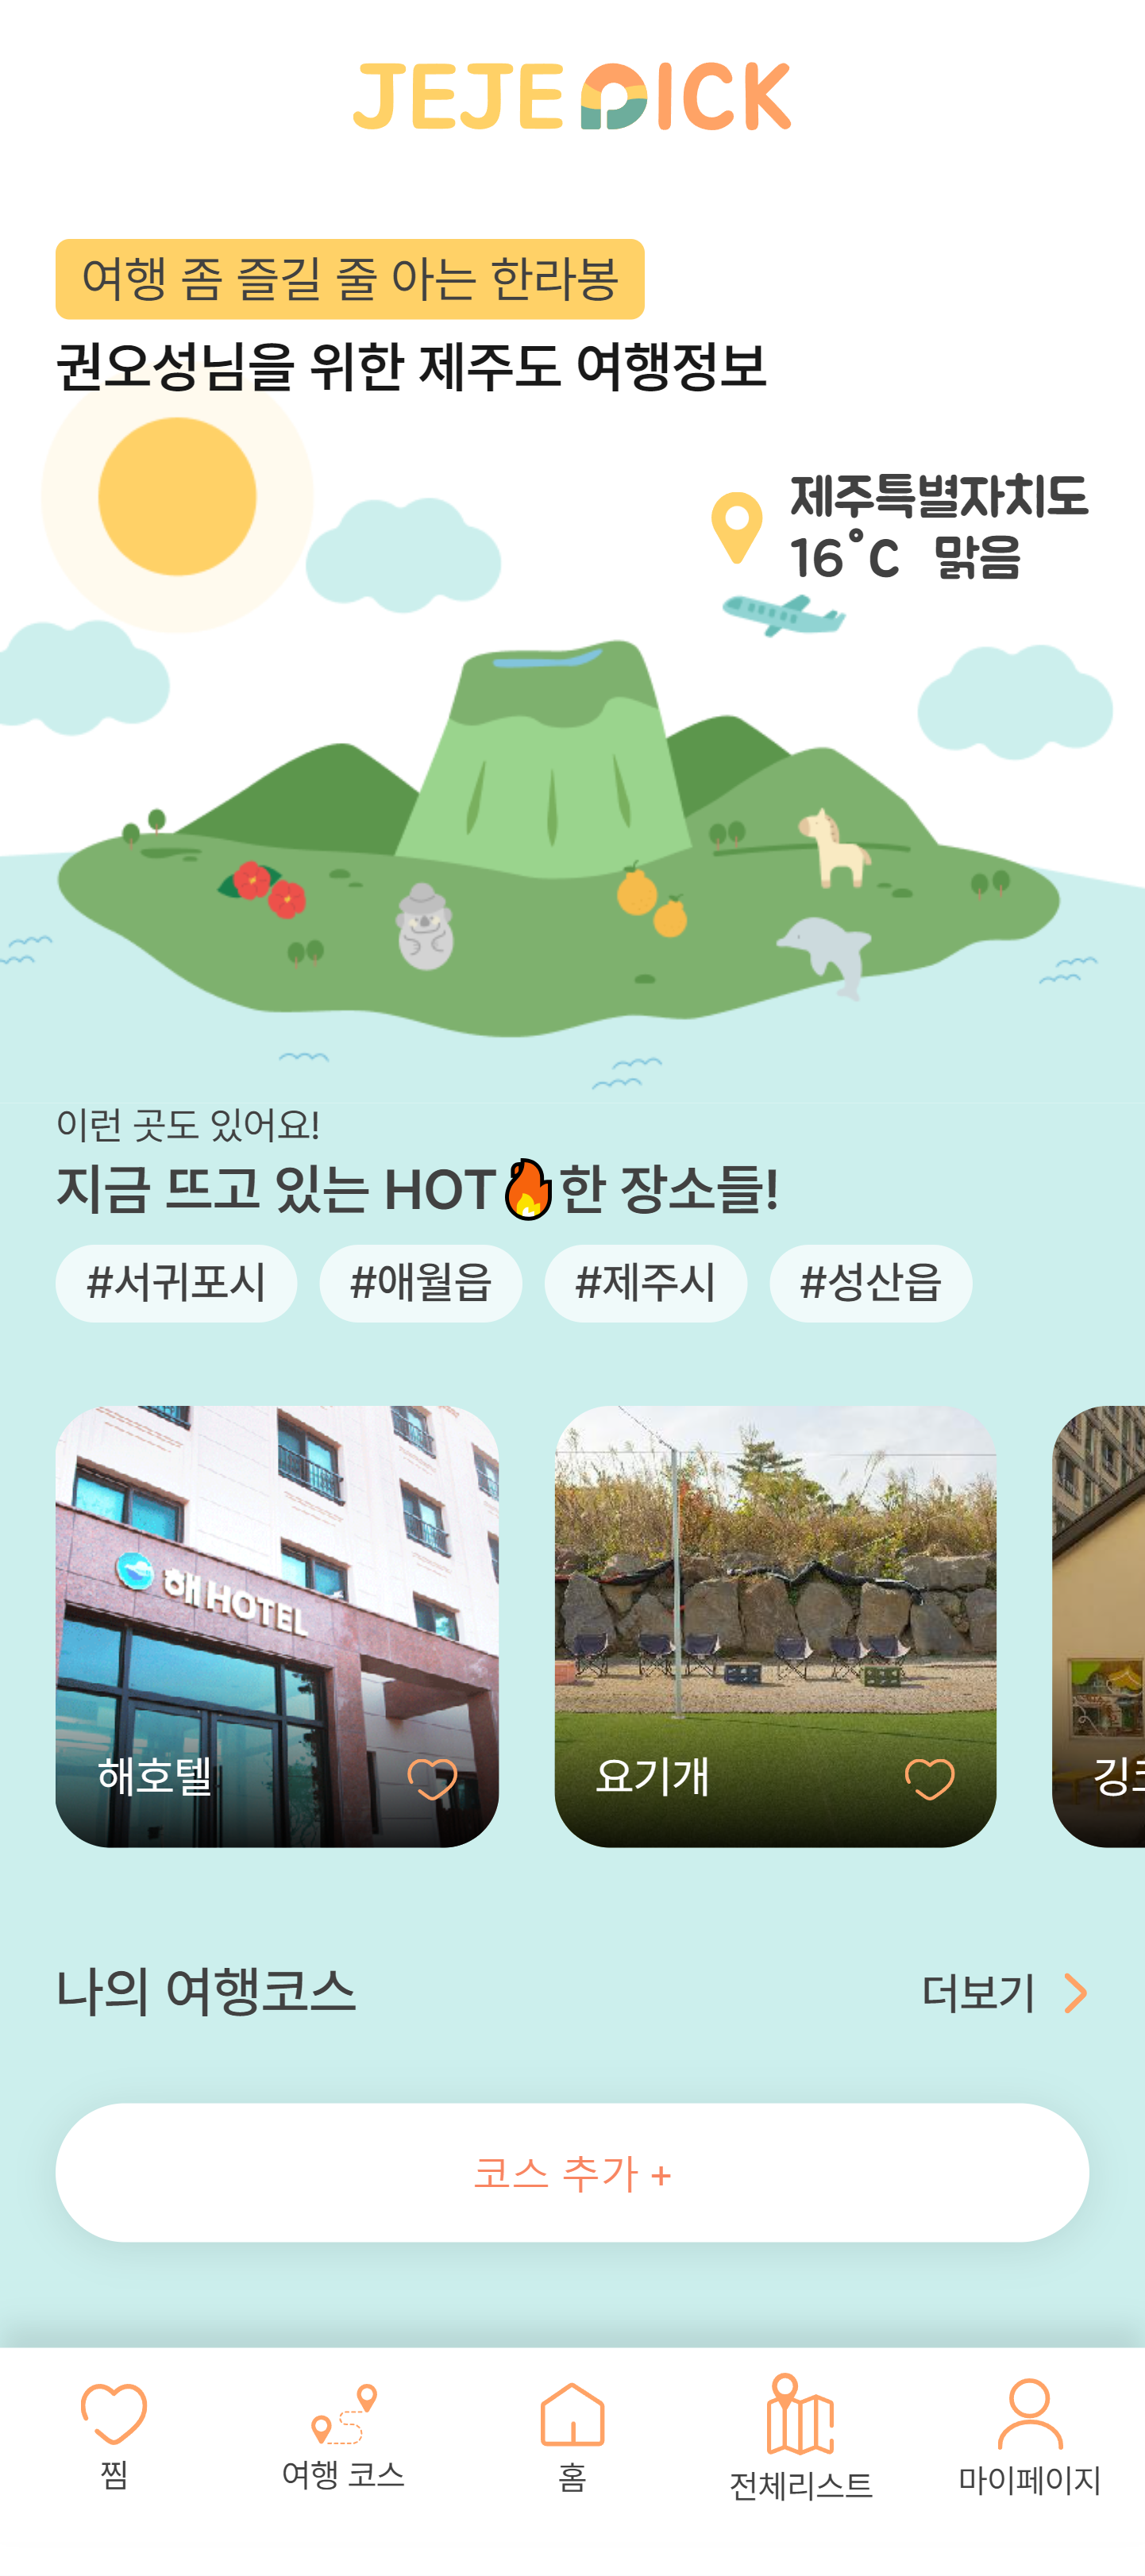 JEJE PICK
여행 좀 즐길 줄 아는 한라봉
권오성님을 위한 제주도 여행정보
제주특별자치도
16°C 맑음
이런 곳도 있어요!
지금 뜨고 있는 HOT🔥한 장소들!
#서귀포시 #애월읍 #제주시 #성산읍
해 HOTEL
해호텔
요기개
나의 여행코스
더보기
코스 추가 +
찜
여행 코스
홈
전체리스트
마이페이지